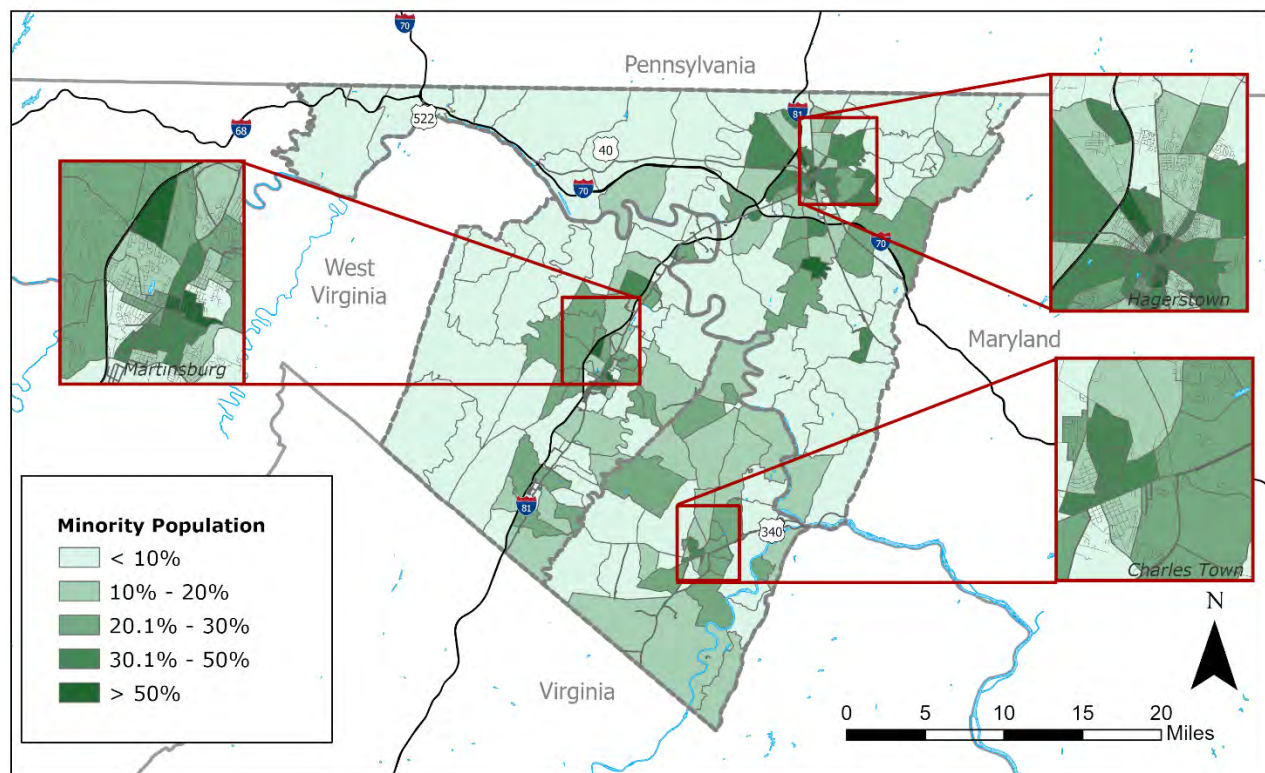 70
Pennsylvania
81
68
522
40
70
70
Hagerstown
West
Virginia
Maryland
Martinsburg
81
340
Charles Town
Virginia
Minority Population
< 10%
10% - 20%
20.1% - 30%
30.1% - 50%
> 50%
N
0 5 10 15 20
Miles